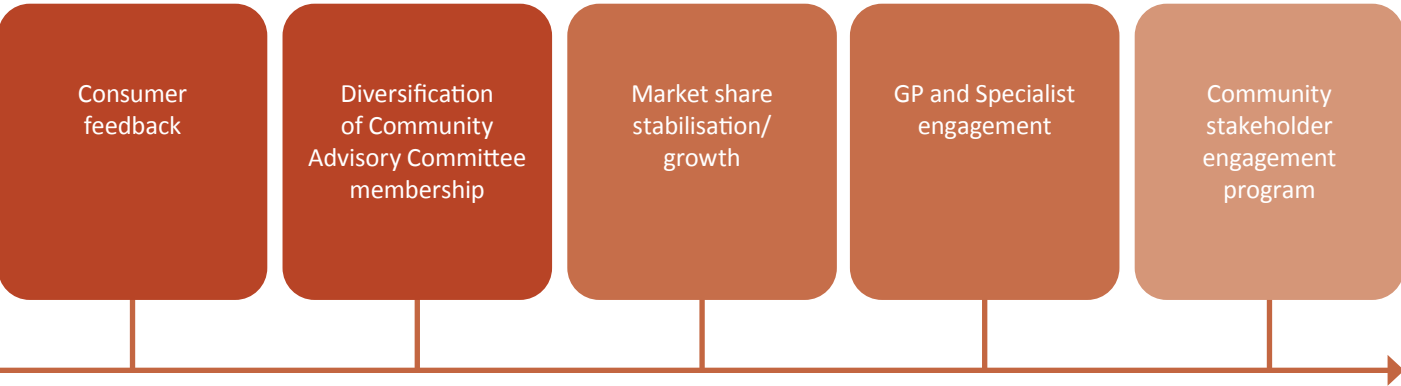 Consumer
feedback
Diversification
of Community
Advisory Committee
membership
Market share
stabilisation/
growth
GP and Specialist
engagement
Community
stakeholder
engagement
program